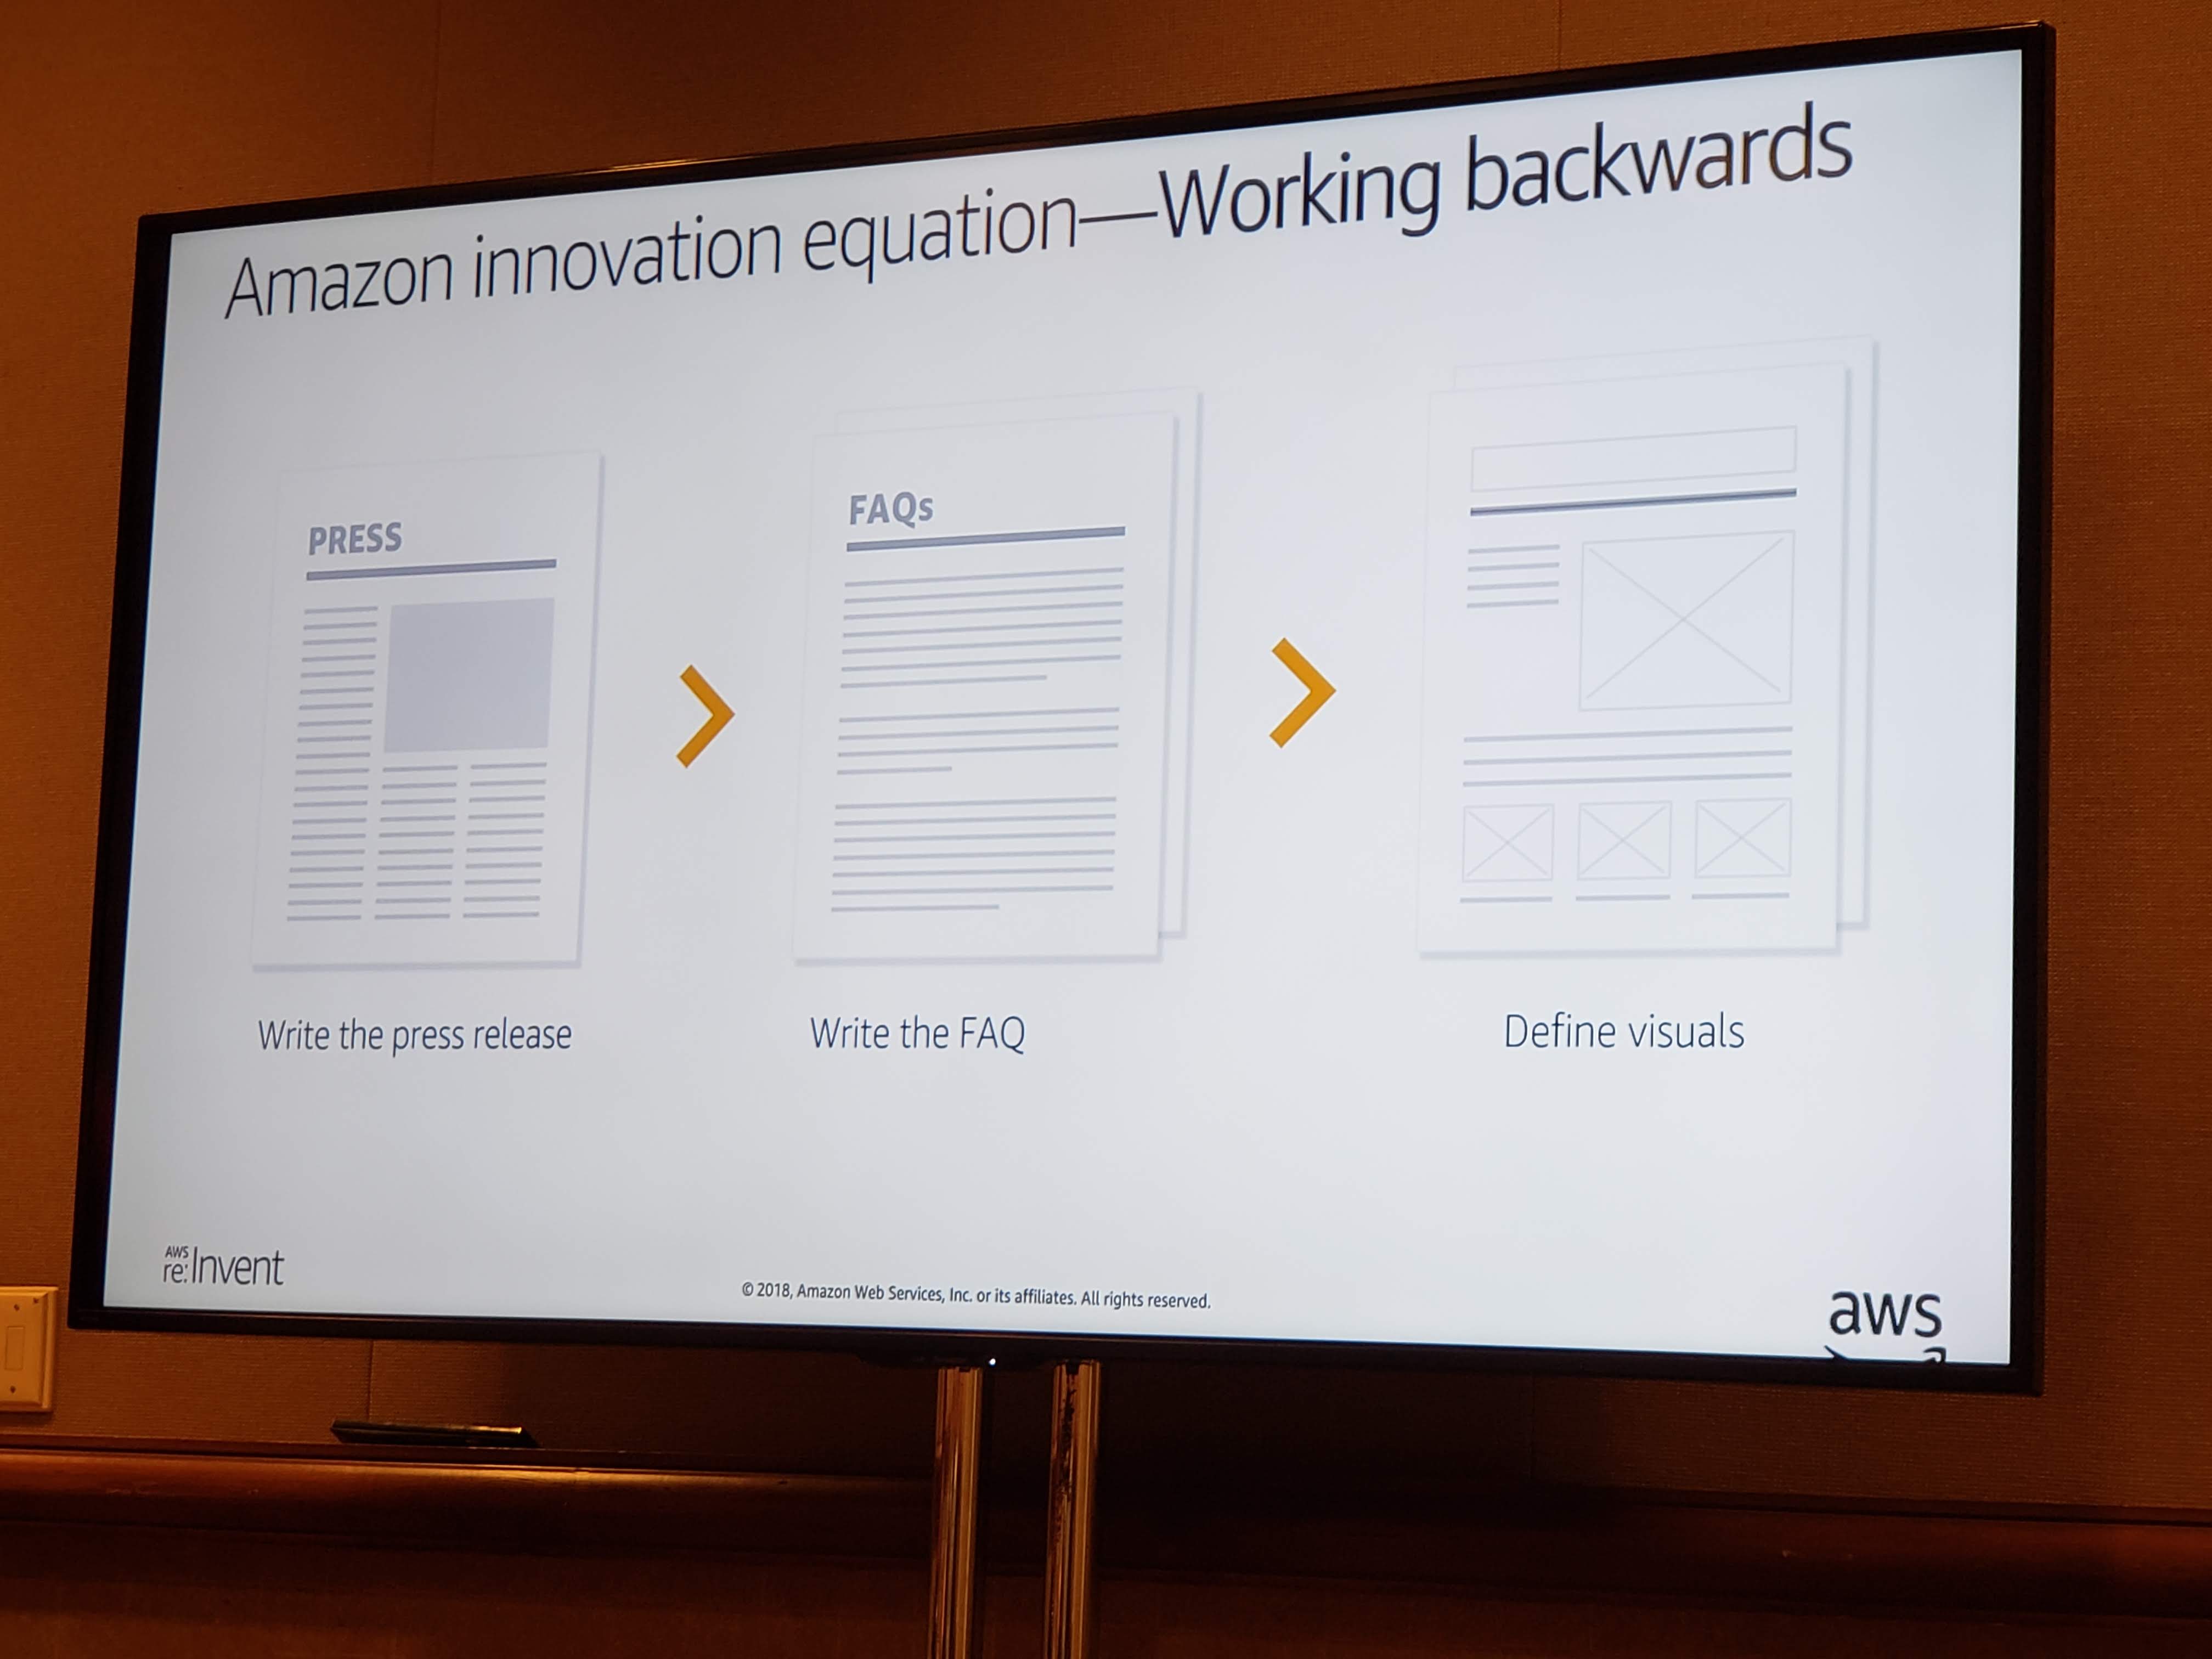 Amazon innovation equation—Working backwards
PRESS
FAQs
Write the press release
Write the FAQ
Define visuals
AWS
re:Invent
© 2018, Amazon Web Services, Inc. or its affiliates. All rights reserved.
aws